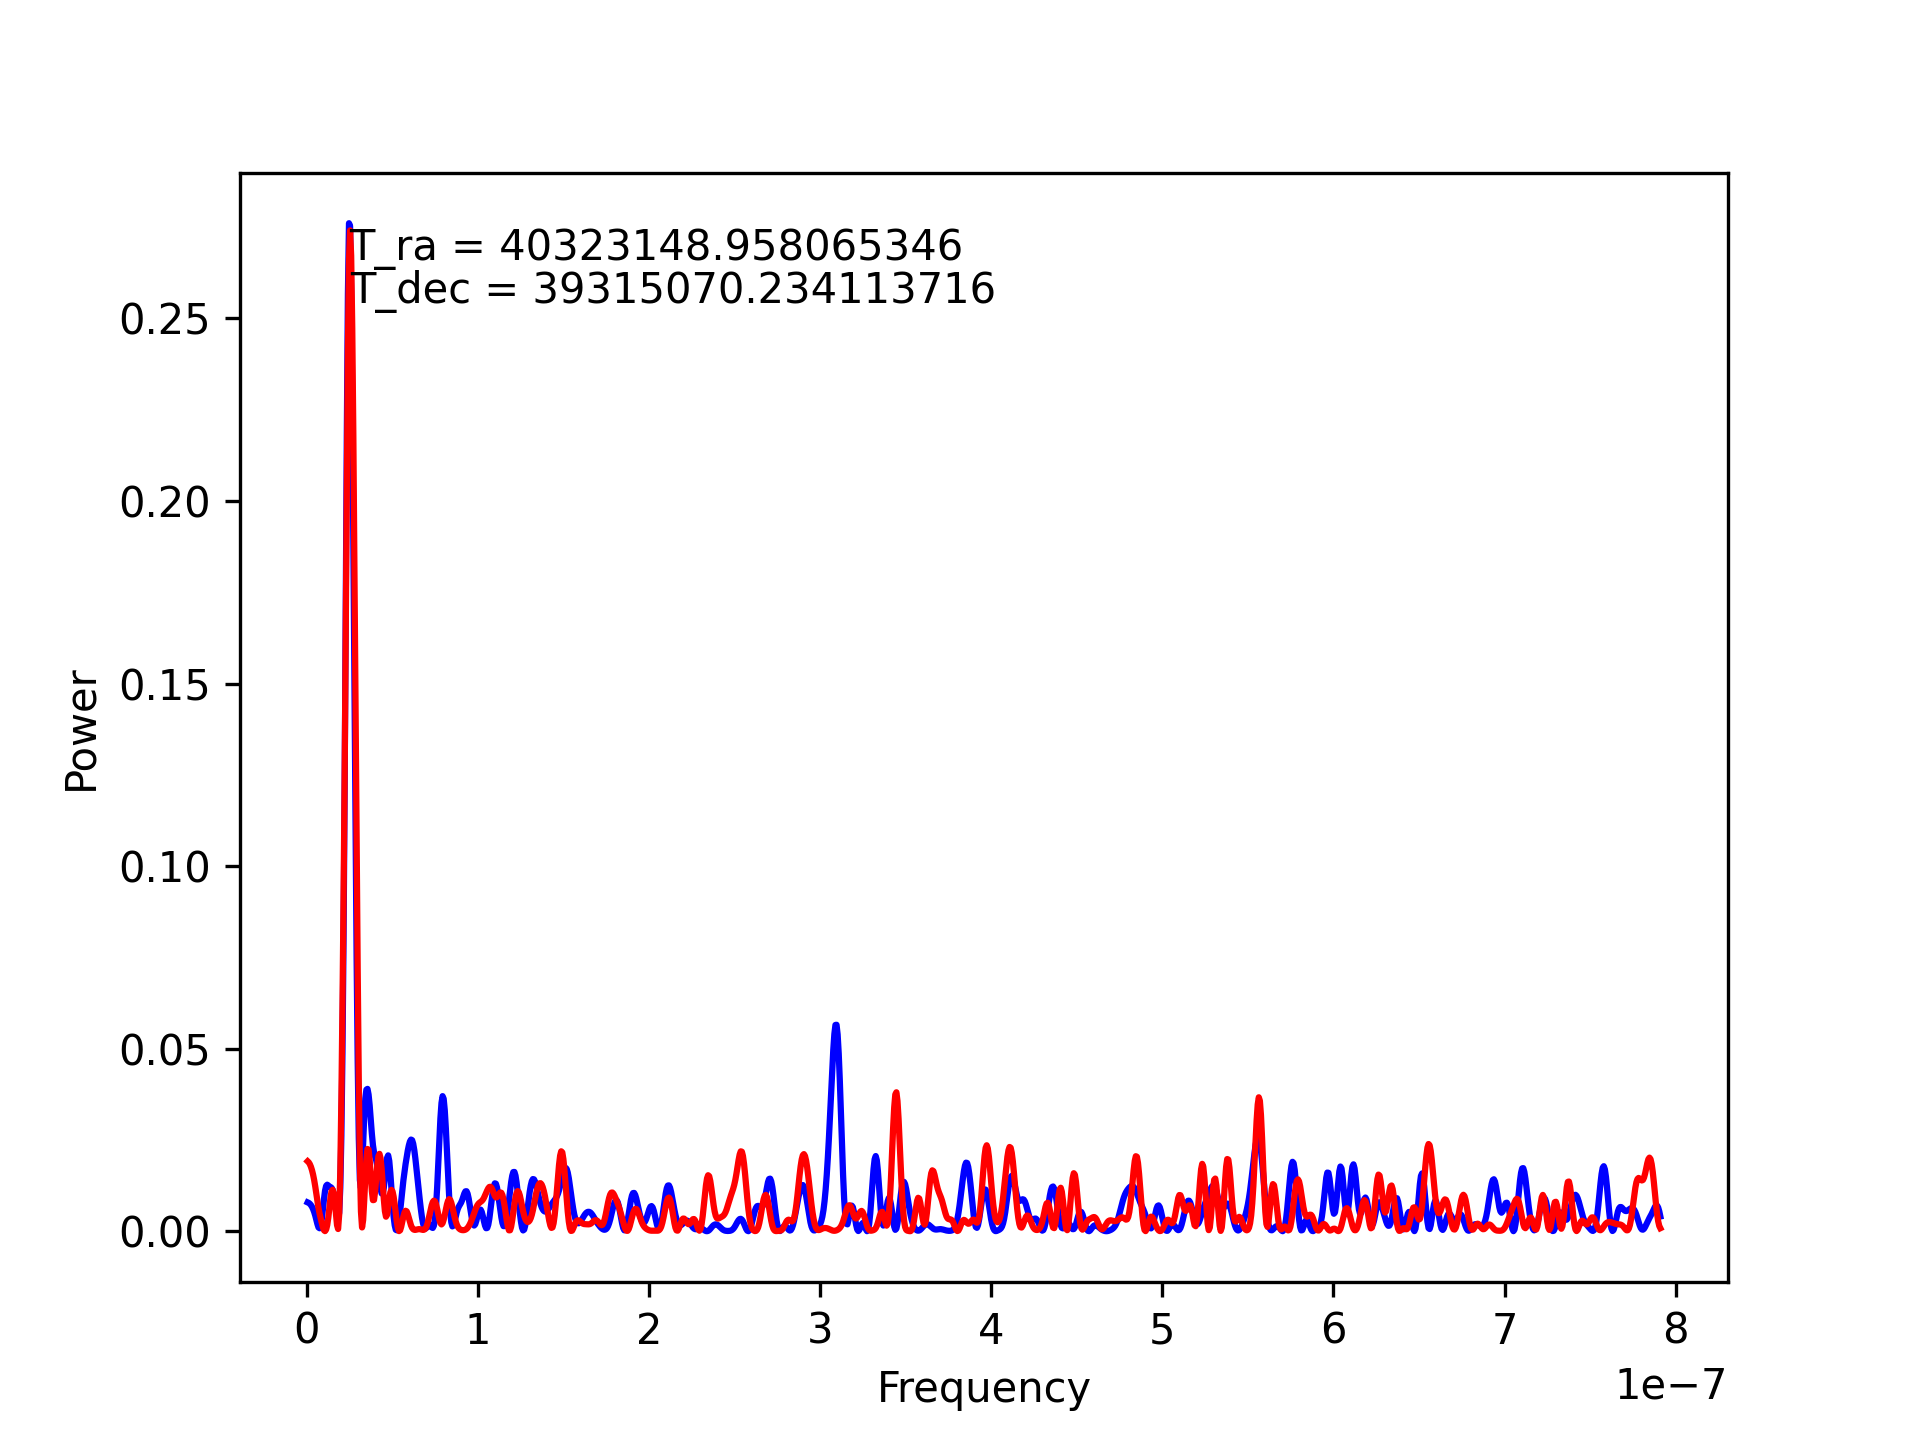 T_ra = 40323148.958065346
T_dec = 39315070.234113716
0.25
0.20
0.15
0.10
0.05
0.00
Power
0 1 2 3 4 5 6 7 8
1e−7
Frequency